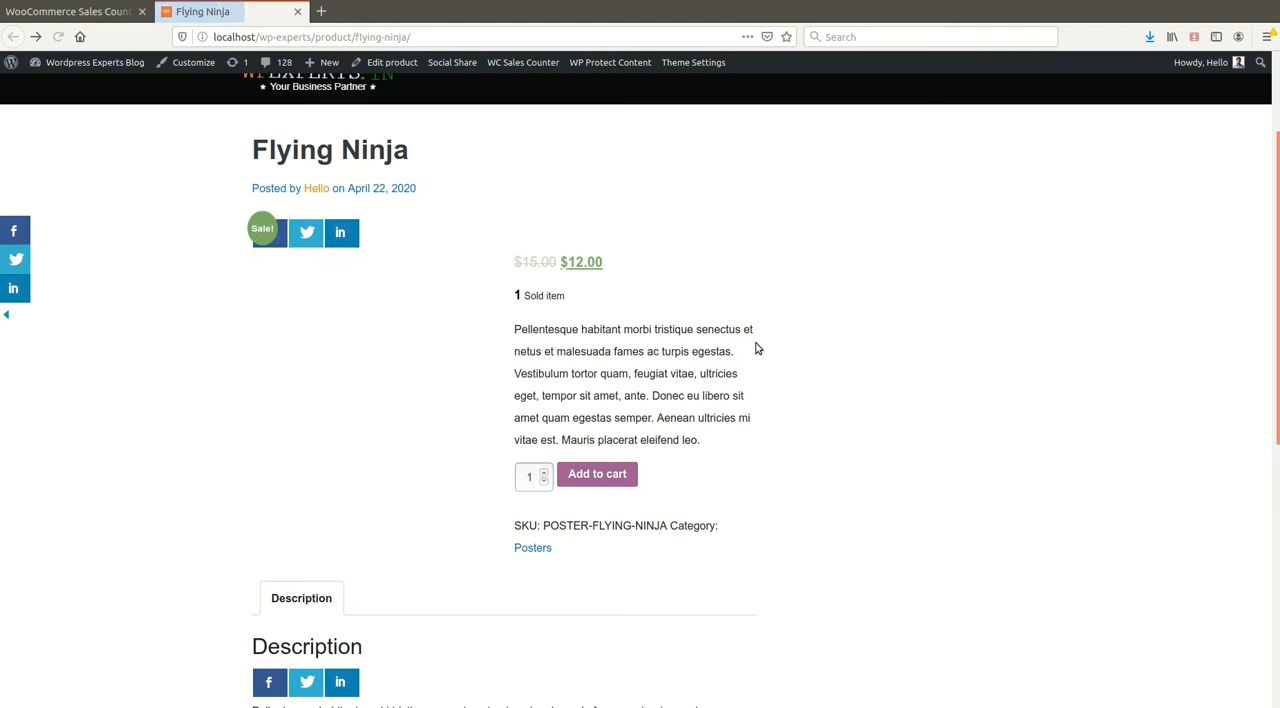 WooCommerce Sales Count
Flying Ninja
localhost/wp-experts/product/flying-ninja/
Search
Wordpress Experts Blog
Customize
1
128
New
Edit product
Social Share
WC Sales Counter
WP Protect Content
Theme Settings
Howdy, Hello
WPEXPERTS.IN
★ Your Business Partner ★
Flying Ninja
Posted by Hello on April 22, 2020
Sale!
$15.00 $12.00
1 Sold item
Pellentesque habitant morbi tristique senectus et
netus et malesuada fames ac turpis egestas.
Vestibulum tortor quam, feugiat vitae, ultricies
eget, tempor sit amet, ante. Donec eu libero sit
amet quam egestas semper. Aenean ultricies mi
vitae est. Mauris placerat eleifend leo.
1
Add to cart
SKU: POSTER-FLYING-NINJA Category:
Posters
Description
Description